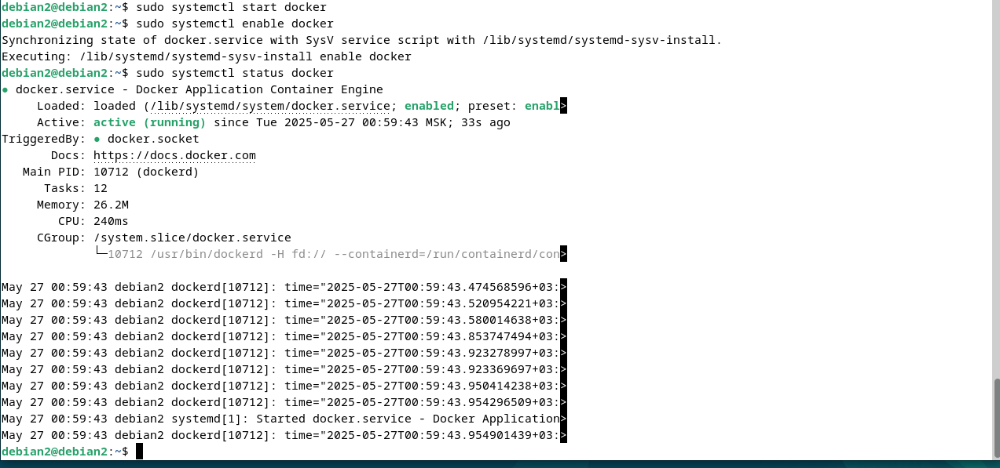 debian2@debian2:~$ sudo systemctl start docker
debian2@debian2:~$ sudo systemctl enable docker
Synchronizing state of docker.service with SysV service script with /lib/systemd/systemd-sysv-install.
Executing: /lib/systemd/systemd-sysv-install enable docker
debian2@debian2:~$ sudo systemctl status docker
● docker.service - Docker Application Container Engine
     Loaded: loaded (/lib/systemd/system/docker.service; enabled; preset: enabl>
     Active: active (running) since Tue 2025-05-27 00:59:43 MSK; 33s ago
TriggeredBy: ● docker.socket
       Docs: https://docs.docker.com
   Main PID: 10712 (dockerd)
      Tasks: 12
     Memory: 26.2M
        CPU: 240ms
     CGroup: /system.slice/docker.service
             └─10712 /usr/bin/dockerd -H fd:// --containerd=/run/containerd/con>
May 27 00:59:43 debian2 dockerd[10712]: time="2025-05-27T00:59:43.474568596+03:>
May 27 00:59:43 debian2 dockerd[10712]: time="2025-05-27T00:59:43.520954221+03:>
May 27 00:59:43 debian2 dockerd[10712]: time="2025-05-27T00:59:43.580014638+03:>
May 27 00:59:43 debian2 dockerd[10712]: time="2025-05-27T00:59:43.853747494+03:>
May 27 00:59:43 debian2 dockerd[10712]: time="2025-05-27T00:59:43.923278997+03:>
May 27 00:59:43 debian2 dockerd[10712]: time="2025-05-27T00:59:43.923369697+03:>
May 27 00:59:43 debian2 dockerd[10712]: time="2025-05-27T00:59:43.950414238+03:>
May 27 00:59:43 debian2 dockerd[10712]: time="2025-05-27T00:59:43.954296509+03:>
May 27 00:59:43 debian2 systemd[1]: Started docker.service - Docker Application>
May 27 00:59:43 debian2 dockerd[10712]: time="2025-05-27T00:59:43.954901439+03:>
debian2@debian2:~$